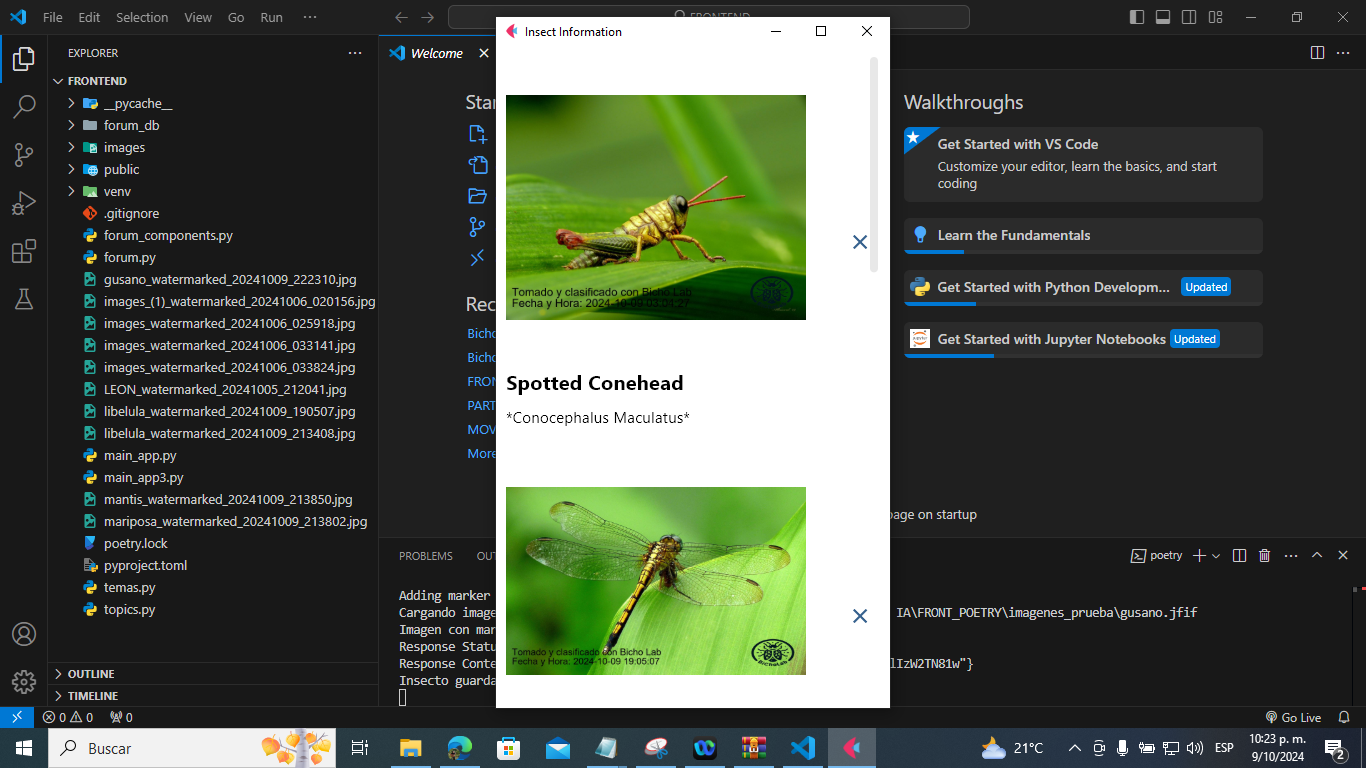 File Edit Selection View Go Run ···
FRONTEND
Insect Information
EXPLORER
FRONTEND
__pycache__
forum_db
images
public
venv
.gitignore
forum_components.py
forum.py
gusano_watermarked_20241009_222310.jpg
images_(1)_watermarked_20241006_020156.jpg
images_watermarked_20241006_025918.jpg
images_watermarked_20241006_033141.jpg
images_watermarked_20241006_033824.jpg
LEON_watermarked_20241005_212041.jpg
libelula_watermarked_20241009_190507.jpg
libelula_watermarked_20241009_213408.jpg
main_app.py
main_app3.py
mantis_watermarked_20241009_213850.jpg
mariposa_watermarked_20241009_213802.jpg
poetry.lock
pyproject.toml
temas.py
topics.py
OUTLINE
TIMELINE
Welcome
Star
Rec
Bicho
Bicho
FRON
PART
MOV
More
Tomado y clasificado con Bicho Lab
Fecha y Hora: 2024-10-09
Spotted Conehead
*Conocephalus Maculatus*
Tomado y clasificado con Bicho Lab
Fecha y Hora: 2024-10-09 19:05:07
BichoLab
Walkthroughs
Get Started with VS Code
Customize your editor, learn the basics, and start
coding
Learn the Fundamentals
Get Started with Python Developm... Updated
Get Started with Jupyter Notebooks Updated
page on startup
PROBLEMS OUT
poetry
Adding marker
Cargando image IA\FRONT_POETRY\imagenes_prueba\gusano.jfif
Imagen con mar
Response Statu
Response Conte lIzW2TN81w"}
Insecto guarda
0 0 0
Go Live
Buscar
21°C
ESP
10:23 p. m.
9/10/2024
2